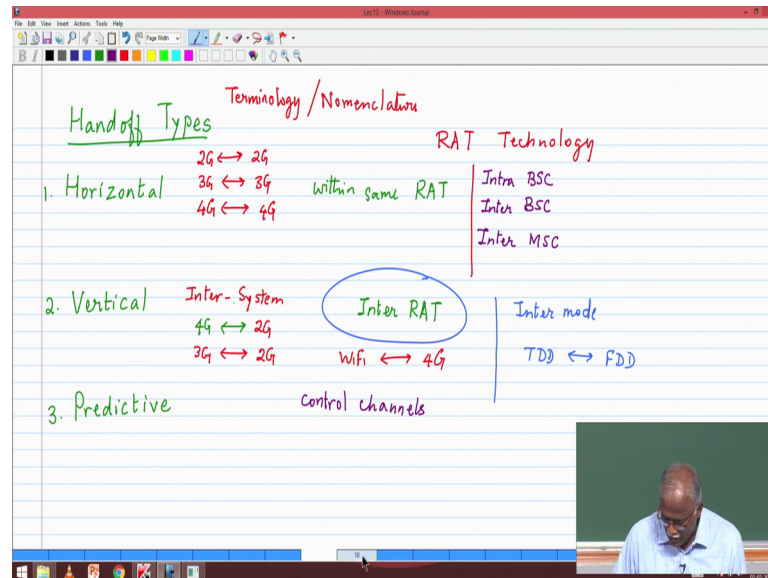 Lec13 - Windows Journal
File Edit View Insert Actions Tools Help
Page Width
B I
Terminology / Nomenclature
Handoff Types
RAT Technology
2G ↔ 2G
1. Horizontal 3G ↔ 3G within same RAT Intra BSC
4G ↔ 4G Inter BSC
Inter MSC
2. Vertical Inter-System Inter RAT Inter mode
4G ↔ 2G
3G ↔ 2G Wifi ↔ 4G TDD ↔ FDD
3. Predictive control channels
10